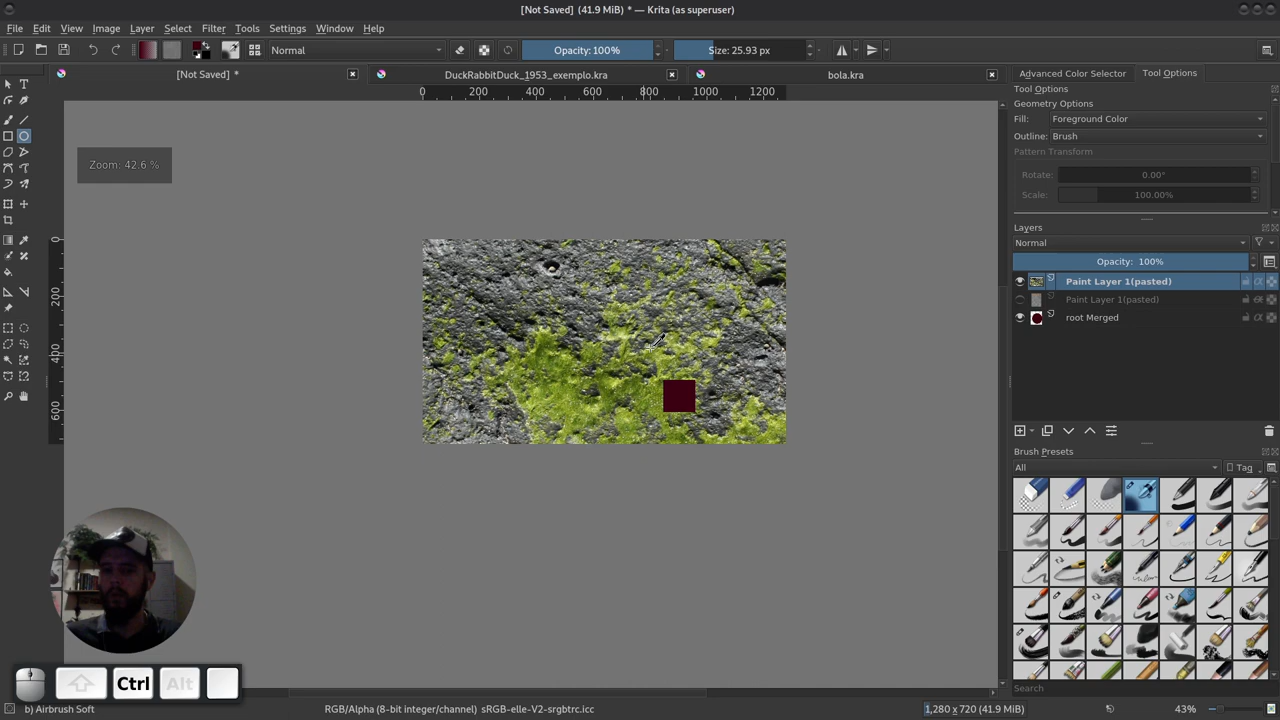 [Not Saved] (41.9 MiB) * — Krita (as superuser)
File Edit View Image Layer Select Filter Tools Settings Window Help
Normal Opacity: 100% Size: 25.93 px
[Not Saved] * DuckRabbitDuck_1953_exemplo.kra bola.kra
Advanced Color Selector Tool Options
0 200 400 600 800 1000 1200
Tool Options
Geometry Options
Fill: Foreground Color
Outline: Brush
Pattern Transform
Rotate: 0.00°
Scale: 100.00%
Zoom: 42.6 %
0
200
400
600
Layers
Normal
Opacity: 100%
Paint Layer 1(pasted)
Paint Layer 1(pasted)
root Merged
Brush Presets
All Tag
Search
Ctrl Alt
b) Airbrush Soft RGB/Alpha (8-bit integer/channel) sRGB-elle-V2-srgbtrc.icc 1,280 x 720 (41.9 MiB) 43%